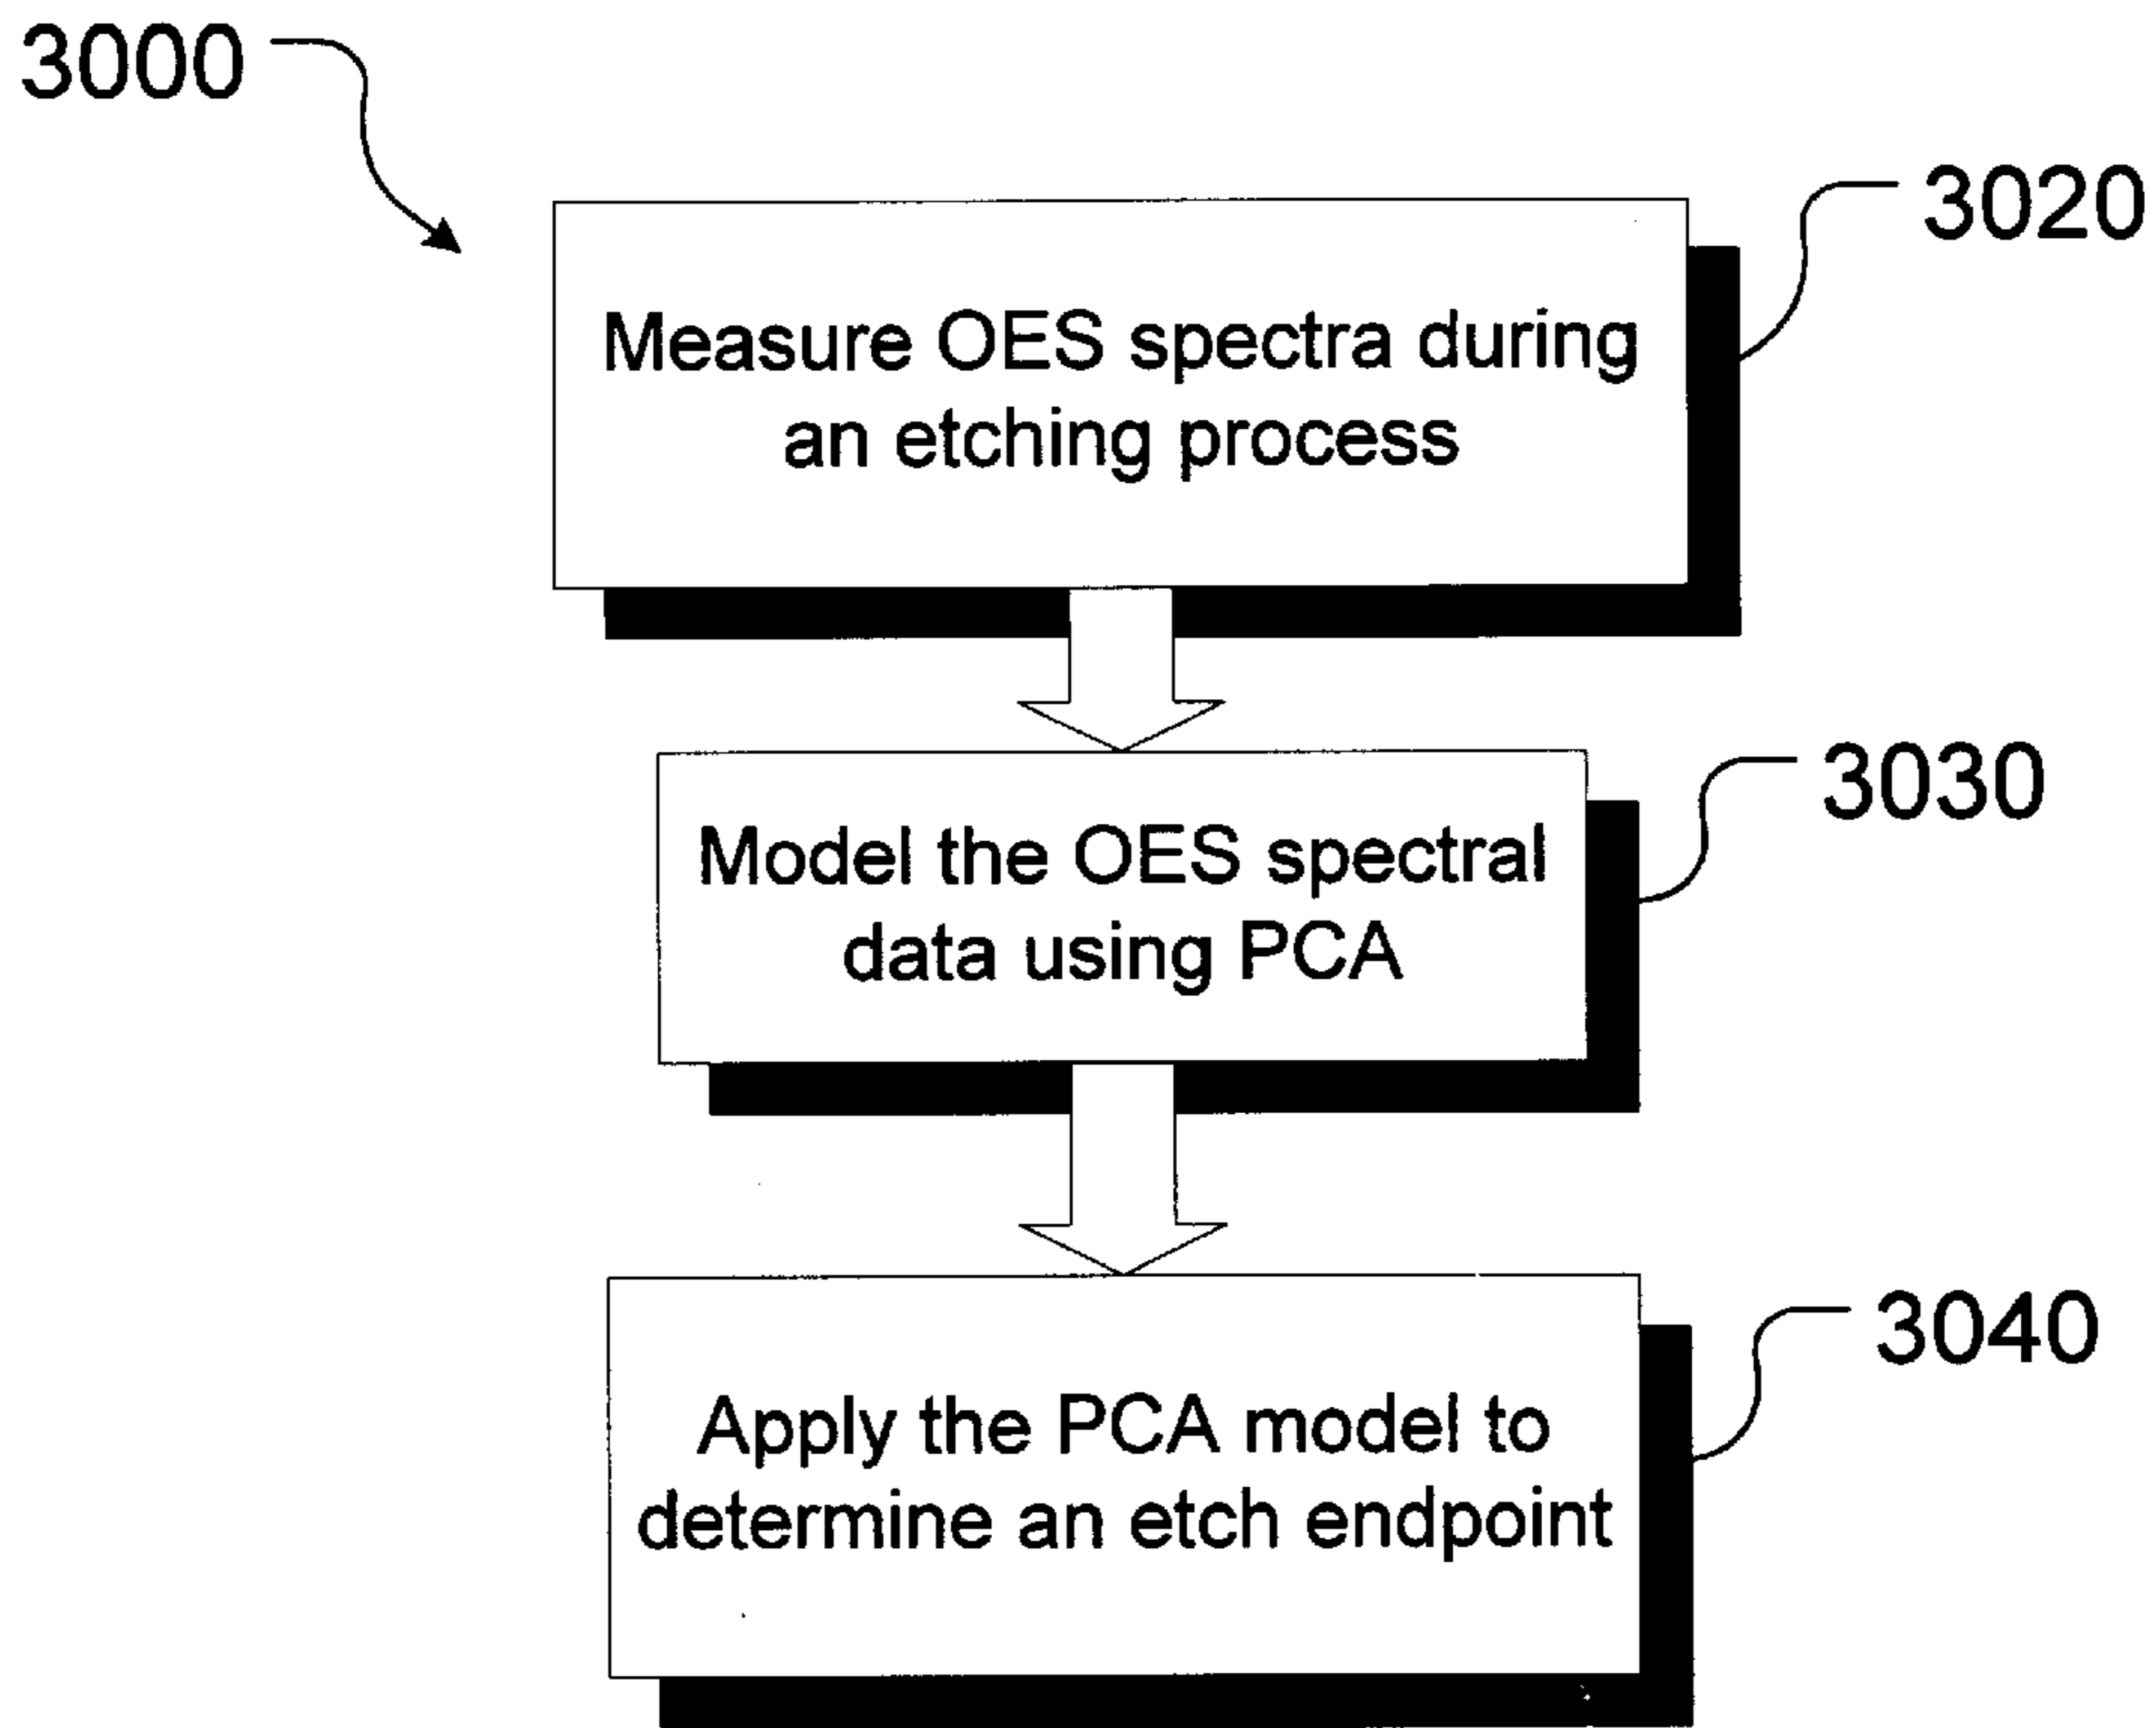 3000
3020
Measure OES spectra during
an etching process
3030
Model the OES spectral
data using PCA
3040
Apply the PCA model to
determine an etch endpoint